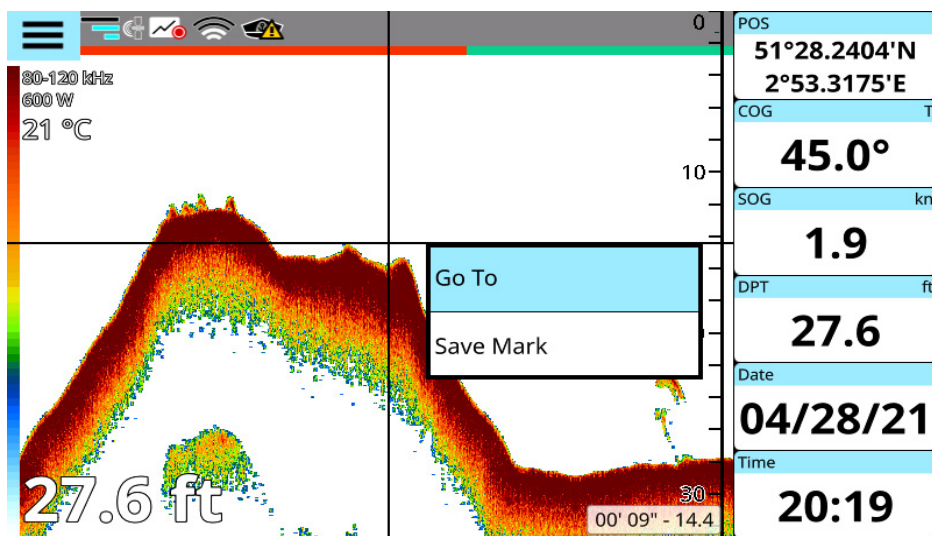 0
80-120 kHz
600 W
21 °C
10
Go To
Save Mark
27.6 ft
30
00' 09" - 14.4
POS
51°28.2404'N
2°53.3175'E
COG T
45.0°
SOG kn
1.9
DPT ft
27.6
Date
04/28/21
Time
20:19